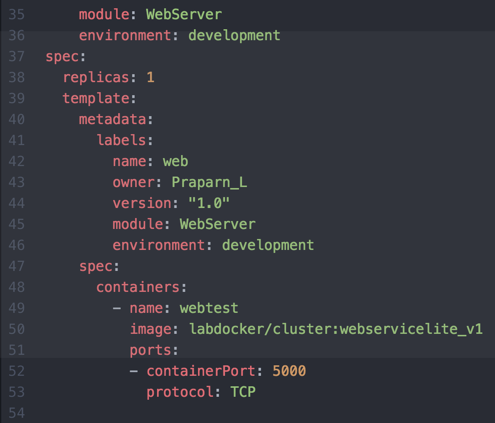 35 module: WebServer
36 environment: development
37 spec:
38 replicas: 1
39 template:
40 metadata:
41 labels:
42 name: web
43 owner: Praparn_L
44 version: "1.0"
45 module: WebServer
46 environment: development
47 spec:
48 containers:
49 - name: webtest
50 image: labdocker/cluster:webservicelite_v1
51 ports:
52 - containerPort: 5000
53 protocol: TCP
54